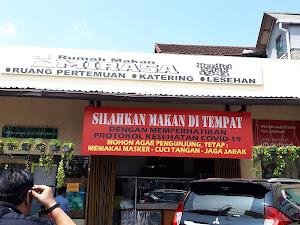 Rumah Makan
MIRASA
• RUANG PERTEMUAN • KATERING • LESEHAN
SILAHKAN MAKAN DI TEMPAT
DENGAN MEMPERHATIKAN
PROTOKOL KESEHATAN COVID-19
MOHON AGAR PENGUNJUNG, TETAP :
MEMAKAI MASKER - CUCI TANGAN - JAGA JARAK